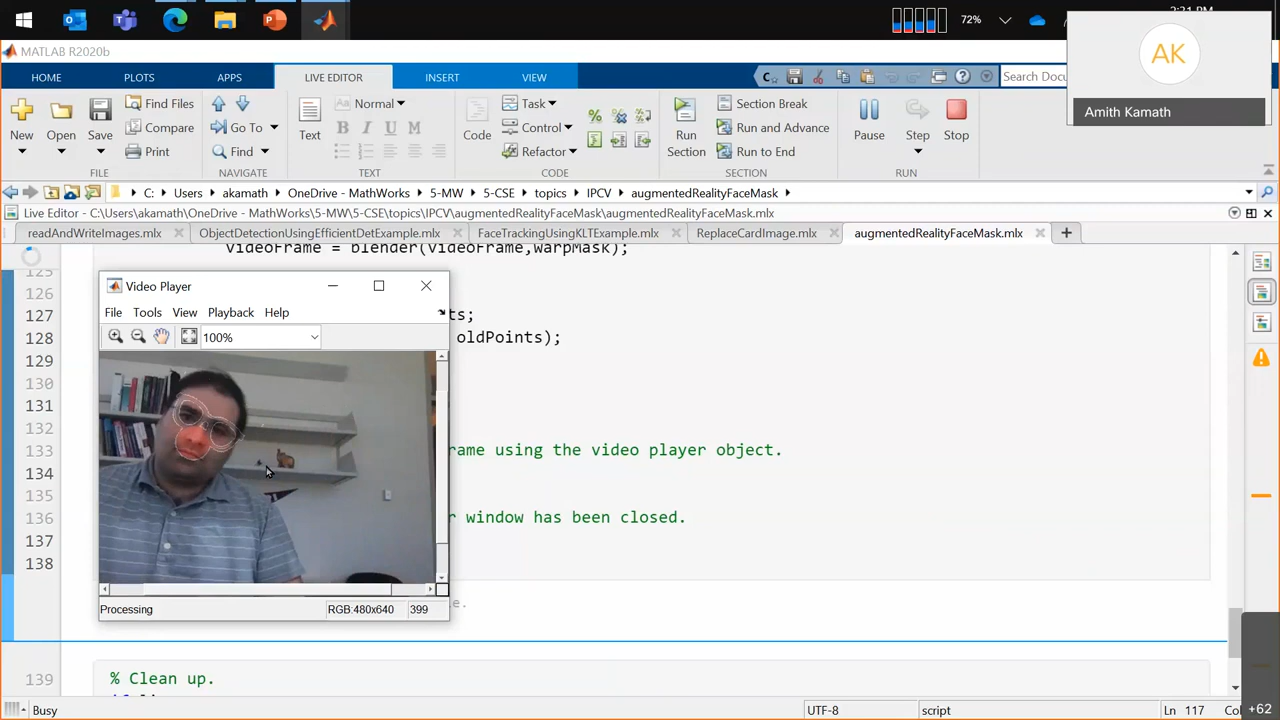 72%
MATLAB R2020b
AK
Amith Kamath
HOME PLOTS APPS LIVE EDITOR INSERT VIEW
Search Docu
New Open Save
Find Files
Compare
Print
FILE
Go To
Find
NAVIGATE
Text
Aa Normal
B I U M
TEXT
Code
Task
Control
Refactor
CODE
Run Section
Section Break
Run and Advance
Run to End
SECTION
Pause Step Stop
RUN
C: Users akamath OneDrive - MathWorks 5-MW 5-CSE topics IPCV augmentedRealityFaceMask
Live Editor - C:\Users\akamath\OneDrive - MathWorks\5-MW\5-CSE\topics\IPCV\augmentedRealityFaceMask\augmentedRealityFaceMask.mlx
readAndWriteImages.mlx ObjectDetectionUsingEfficientDetExample.mlx FaceTrackingUsingKLTExample.mlx ReplaceCardImage.mlx augmentedRealityFaceMask.mlx
videoFrame = blender(videoFrame,warpMask);
125
126
127 ts;
128 oldPoints);
129
130
131
132
133 ame using the video player object.
134
135
136 r window has been closed.
137
138
Video Player
File Tools View Playback Help
100%
Processing RGB:480x640 399
e.
139 % Clean up.
Busy UTF-8 script Ln 117 Co
+62